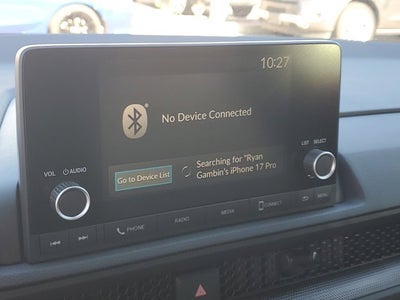 10:27
No Device Connected
LIST SELECT
VOL AUDIO
Go to Device List
Searching for "Ryan
Gambin's iPhone 17 Pro
PHONE RADIO MEDIA CONNECT MENU